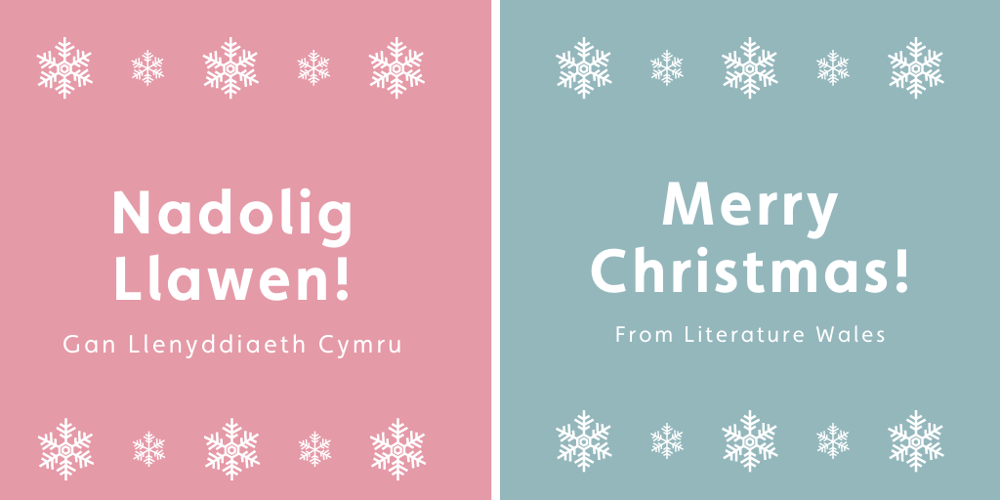 Nadolig
Llawen!
Gan Llenyddiaeth Cymru
Merry
Christmas!
From Literature Wales